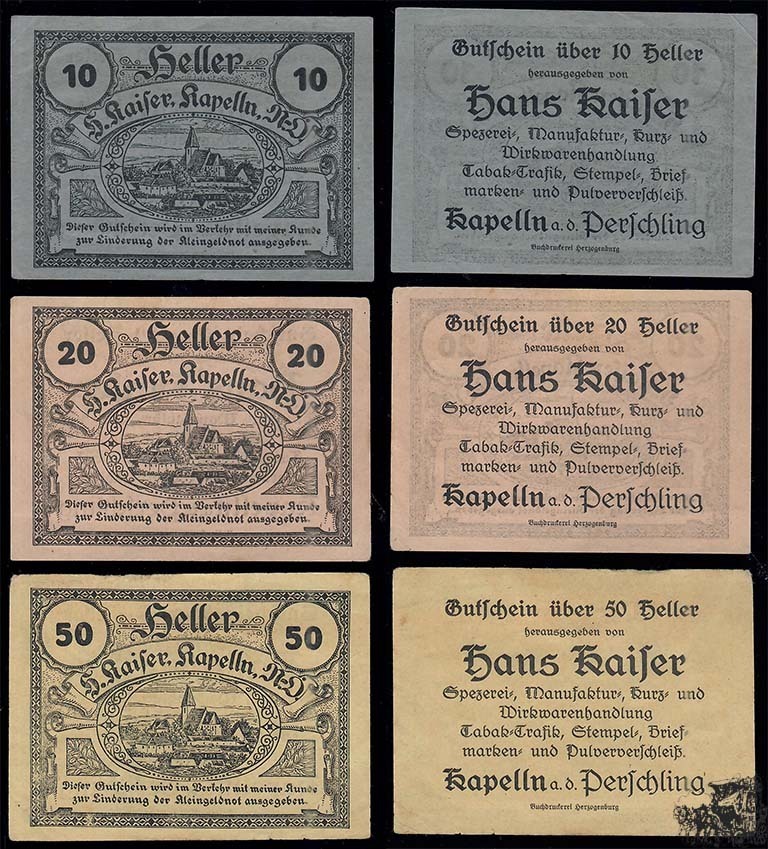 10 Heller 10
H. Kaiser, Kapelln, N-Ö
Dieser Gutschein wird im Verkehr mit meiner Kunde
zur Linderung der Kleingeldnot ausgegeben.
Gutschein über 10 Heller
herausgegeben von
Hans Kaiser
Spezerei-, Manufaktur-, Kurz- und
Wirkwarenhandlung
Tabak-Trafik, Stempel-, Brief-
marken- und Pulververschleiß.
Kapelln a. d. Perschling
Buchdruckerei Herzogenburg
20 Heller 20
H. Kaiser, Kapelln, N-Ö
Dieser Gutschein wird im Verkehr mit meiner Kunde
zur Linderung der Kleingeldnot ausgegeben.
Gutschein über 20 Heller
herausgegeben von
Hans Kaiser
Spezerei-, Manufaktur-, Kurz- und
Wirkwarenhandlung
Tabak-Trafik, Stempel-, Brief-
marken- und Pulververschleiß.
Kapelln a. d. Perschling
Buchdruckerei Herzogenburg
50 Heller 50
H. Kaiser, Kapelln, N-Ö
Dieser Gutschein wird im Verkehr mit meiner Kunde
zur Linderung der Kleingeldnot ausgegeben.
Gutschein über 50 Heller
herausgegeben von
Hans Kaiser
Spezerei-, Manufaktur-, Kurz- und
Wirkwarenhandlung
Tabak-Trafik, Stempel-, Brief-
marken- und Pulververschleiß.
Kapelln a. d. Perschling
Buchdruckerei Herzogenburg